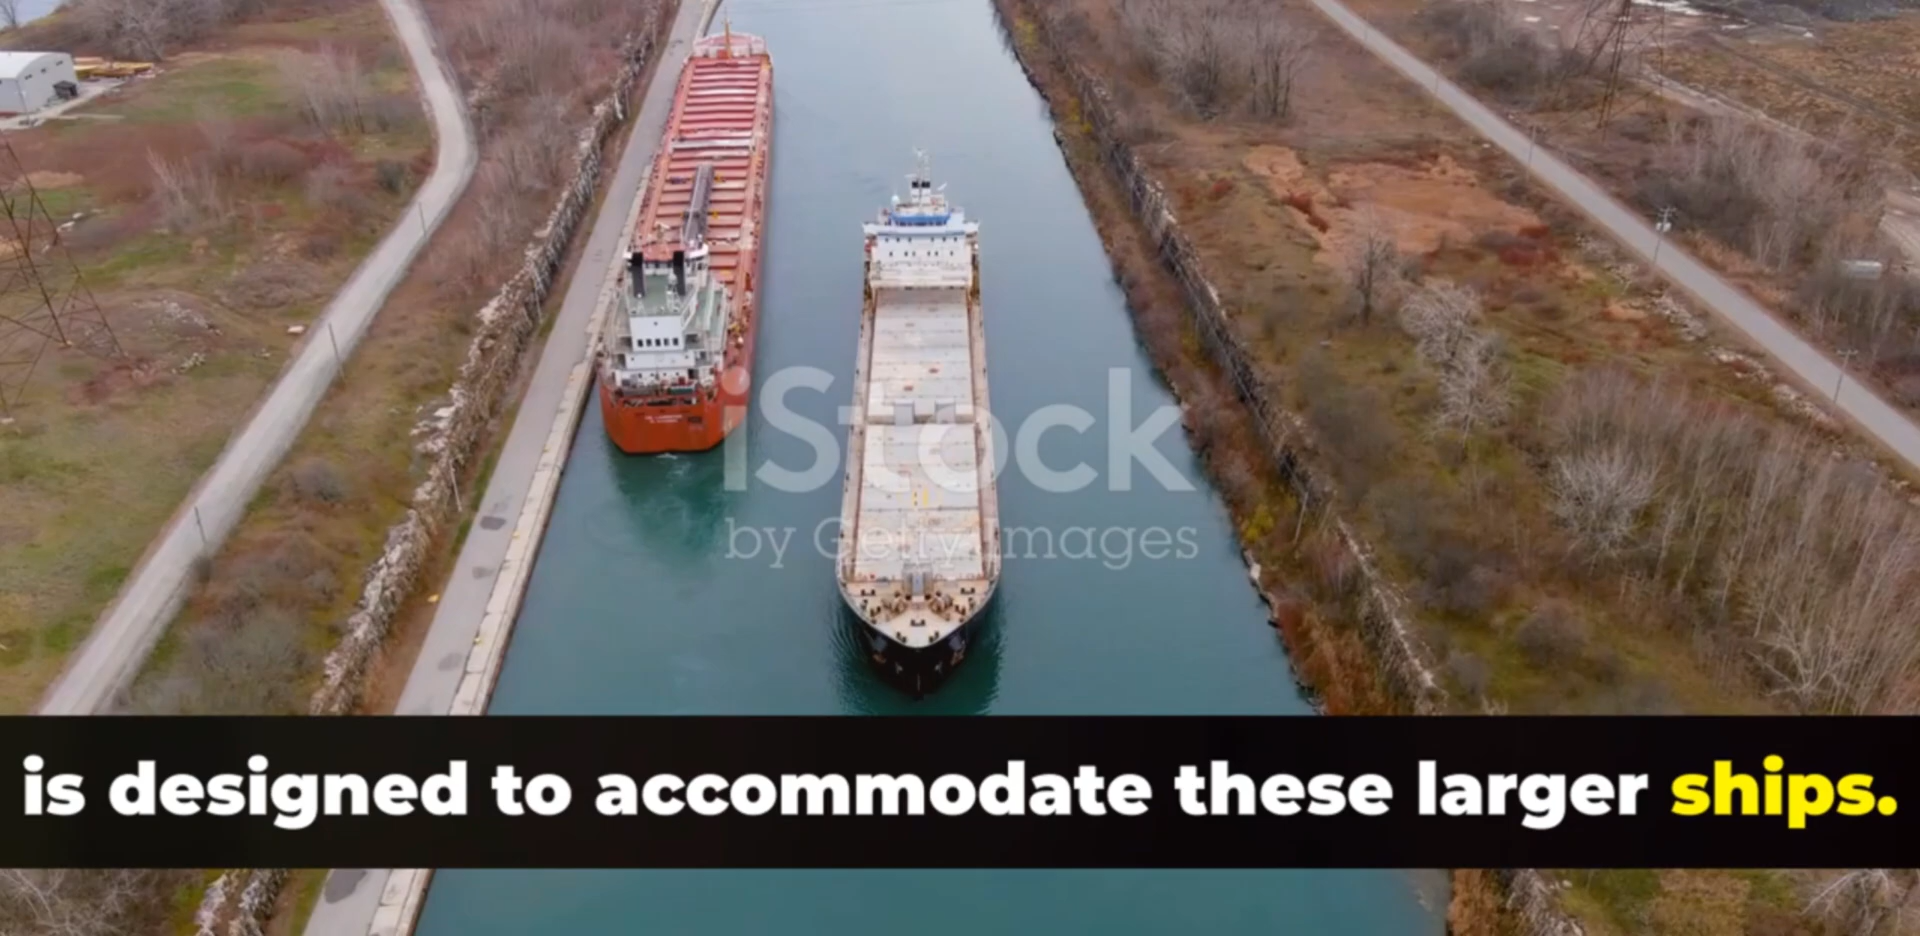 iStock
by Getty Images
is designed to accommodate these larger ships.